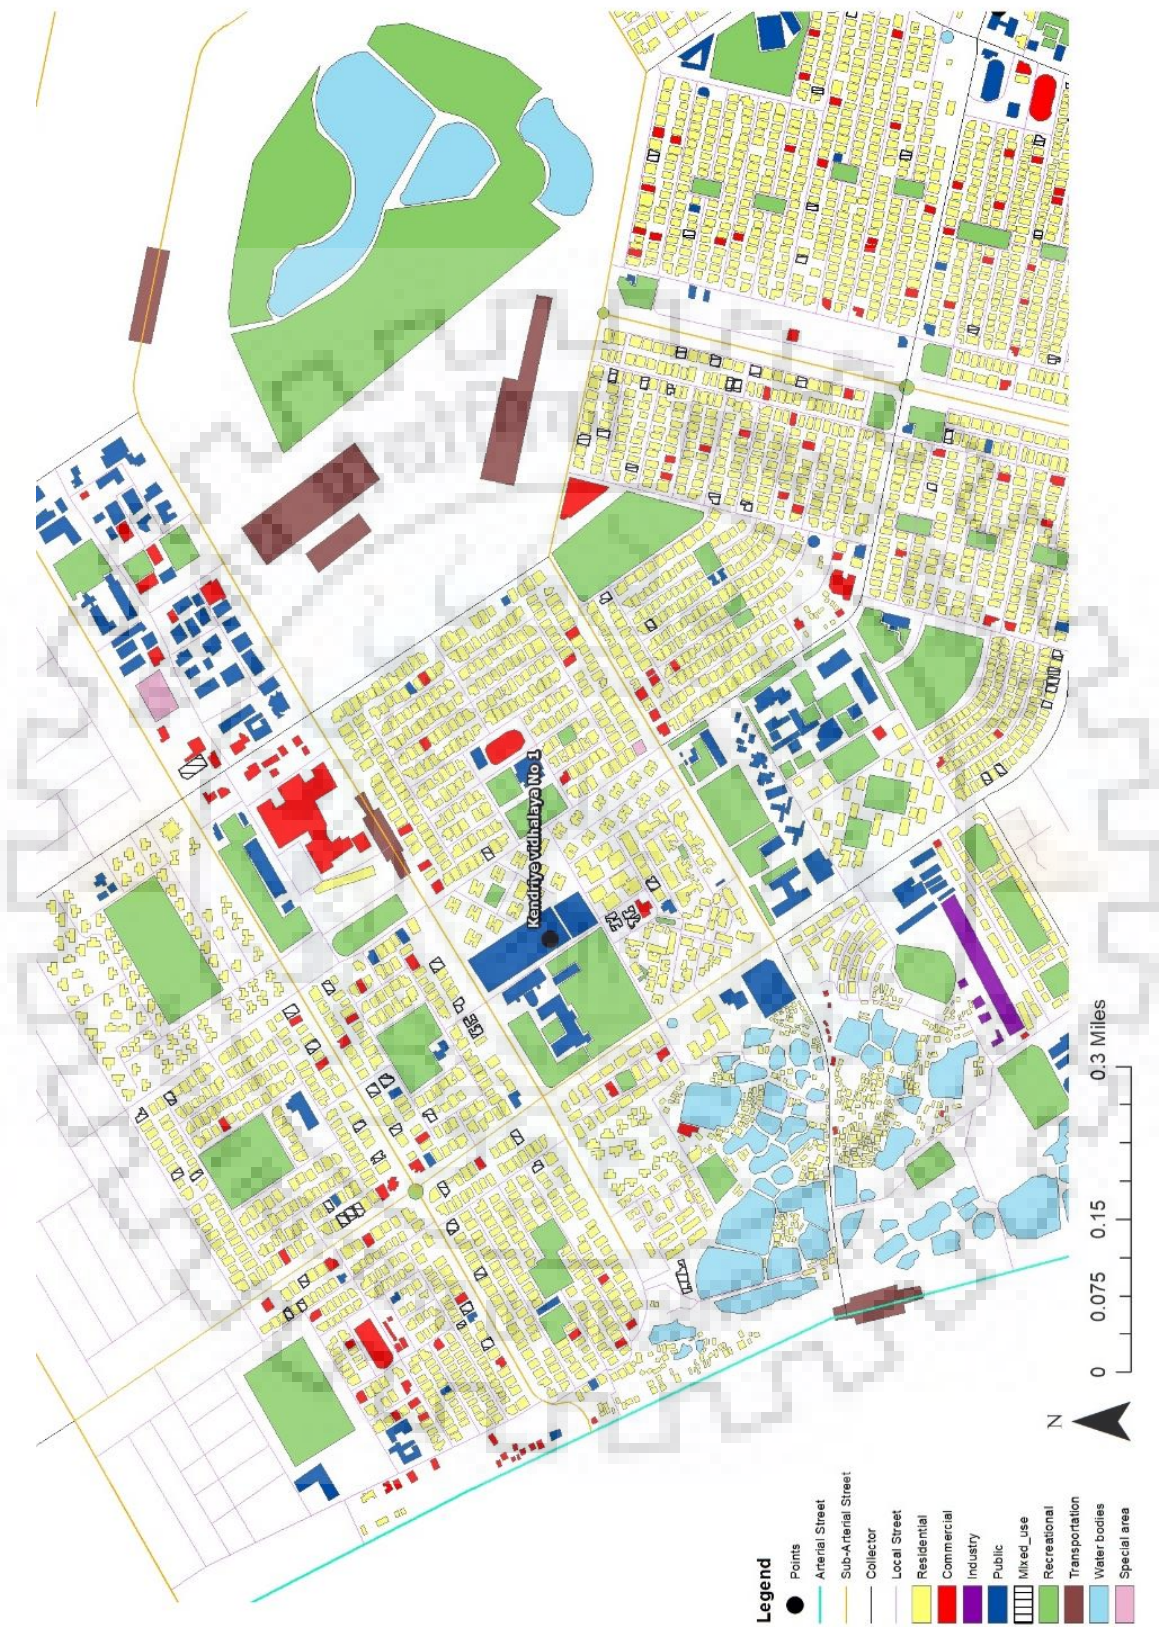 Kendriye vidhalaya No 1
Legend
Points
Arterial Street
Sub-Arterial Street
Collector
Local Street
Residential
Commercial
Industry
Public
Mixed_use
Recreational
Transportation
Water bodies
Special area
N
0 0.075 0.15 0.3 Miles